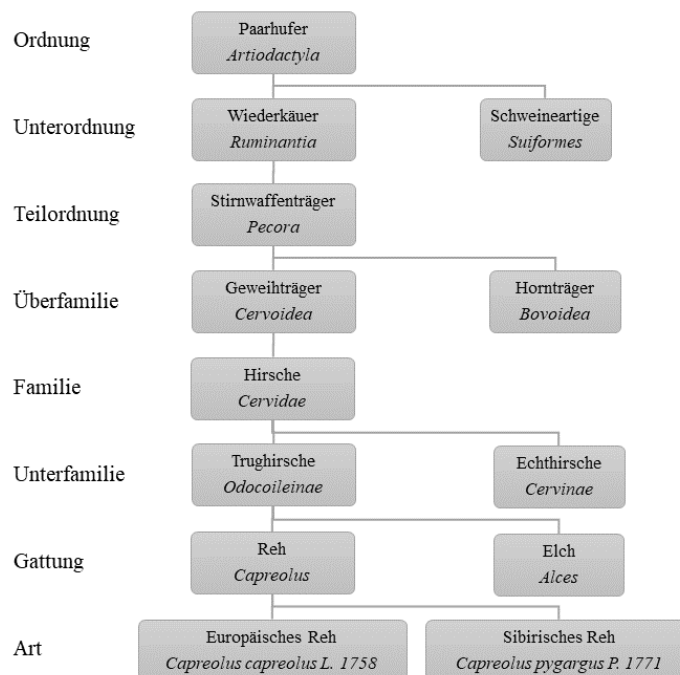 Ordnung
Paarhufer
Artiodactyla
Unterordnung
Wiederkäuer
Ruminantia
Schweineartige
Suiformes
Teilordnung
Stirnwaffenträger
Pecora
Überfamilie
Geweihträger
Cervoidea
Hornträger
Bovoidea
Familie
Hirsche
Cervidae
Unterfamilie
Trughirsche
Odocoileinae
Echthirsche
Cervinae
Gattung
Reh
Capreolus
Elch
Alces
Art
Europäisches Reh
Capreolus capreolus L. 1758
Sibirisches Reh
Capreolus pygargus P. 1771